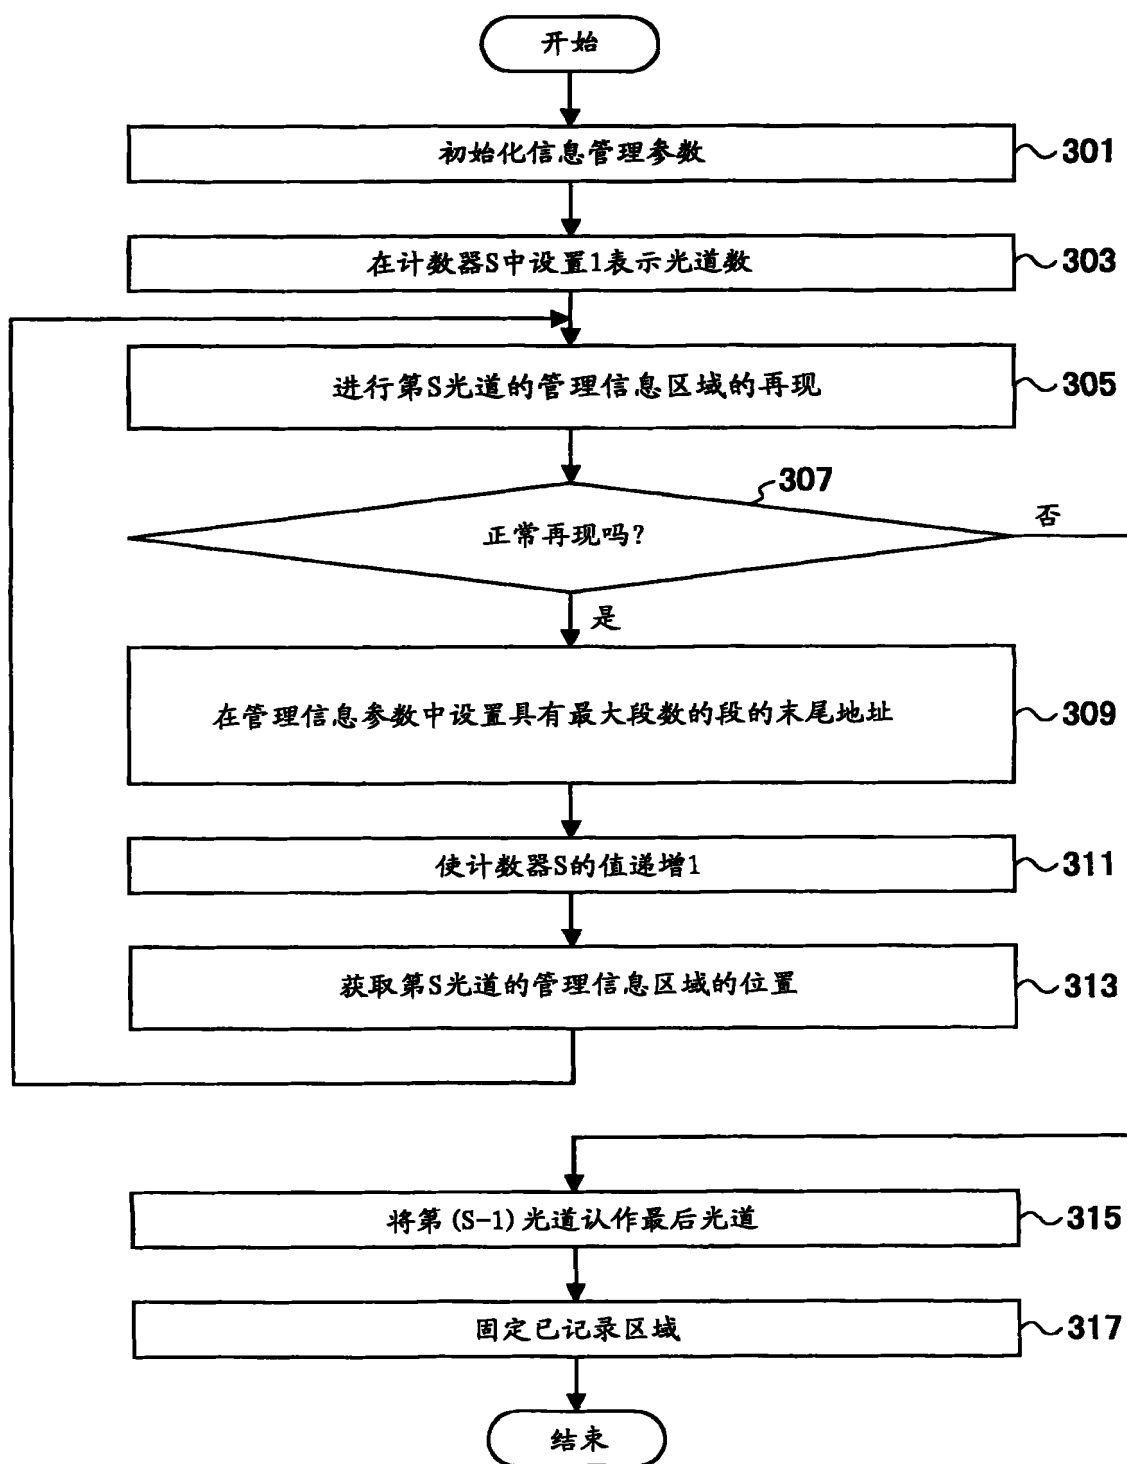 开始
初始化信息管理参数
301
在计数器S中设置1表示光道数
303
进行第S光道的管理信息区域的再现
305
307
正常再现吗?
否
是
在管理信息参数中设置具有最大段数的段的末尾地址
309
使计数器S的值递增1
311
获取第S光道的管理信息区域的位置
313
将第(S-1)光道认作最后光道
315
固定已记录区域
317
结束